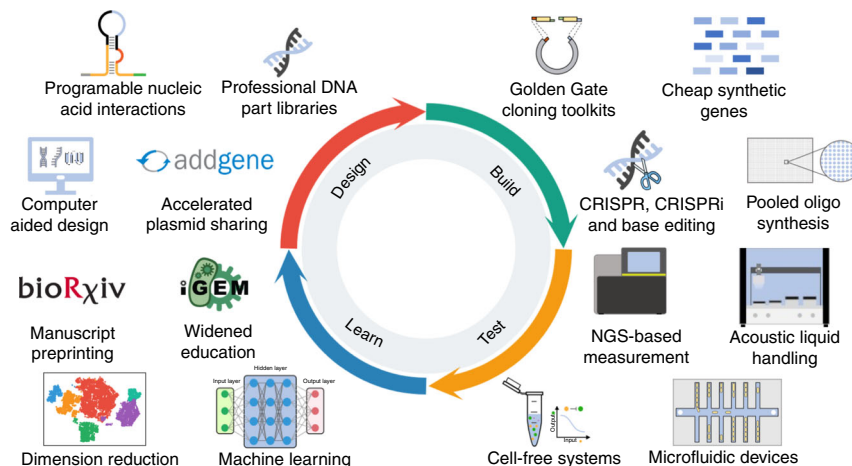 Programable nucleic
acid interactions
Professional DNA
part libraries
Golden Gate
cloning toolkits
Cheap synthetic
genes
Computer
aided design
addgene
Accelerated
plasmid sharing
Design
Build
CRISPR, CRISPRi
and base editing
Pooled oligo
synthesis
bioRχiv
Manuscript
preprinting
iGEM
Widened
education
Learn
Test
NGS-based
measurement
Acoustic liquid
handling
Dimension reduction
Input layer
Hidden layer
Output layer
Machine learning
Output
Input
Cell-free systems
Microfluidic devices